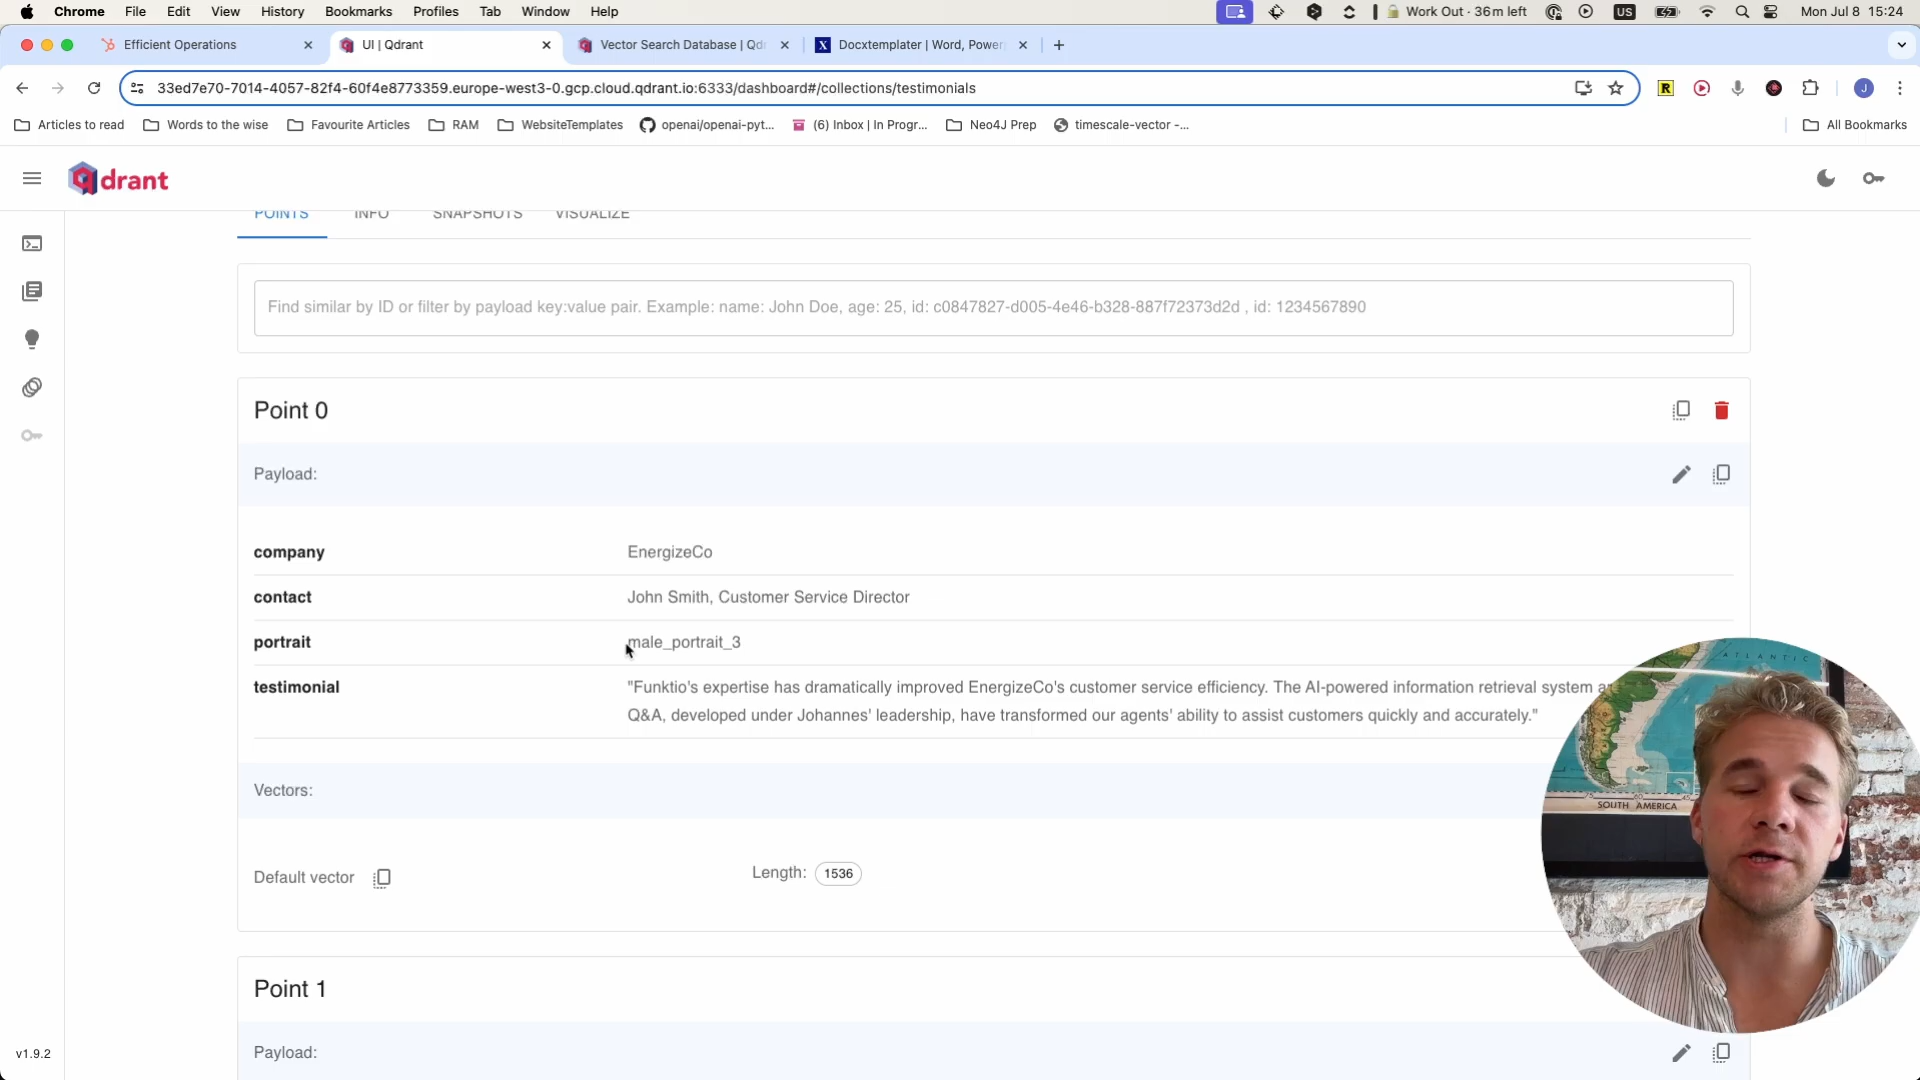 Chrome File Edit View History Bookmarks Profiles Tab Window Help Work Out · 36m left US Mon Jul 8 15:24
Efficient Operations UI | Qdrant Vector Search Database | Qd Docxtemplater | Word, Power
33ed7e70-7014-4057-82f4-60f4e8773359.europe-west3-0.gcp.cloud.qdrant.io:6333/dashboard#/collections/testimonials
Articles to read Words to the wise Favourite Articles RAM WebsiteTemplates openai/openai-pyt... (6) Inbox | In Progr... Neo4J Prep timescale-vector -... All Bookmarks
qdrant
POINTS INFO SNAPSHOTS VISUALIZE
Find similar by ID or filter by payload key:value pair. Example: name: John Doe, age: 25, id: c0847827-d005-4e46-b328-887f72373d2d , id: 1234567890
Point 0
Payload:
company EnergizeCo
contact John Smith, Customer Service Director
portrait male_portrait_3
testimonial "Funktio's expertise has dramatically improved EnergizeCo's customer service efficiency. The AI-powered information retrieval system
Q&A, developed under Johannes' leadership, have transformed our agents' ability to assist customers quickly and accurately."
Vectors:
Default vector Length: 1536
Point 1
Payload:
v1.9.2
ATLANTIC
SOUTH AMERICA